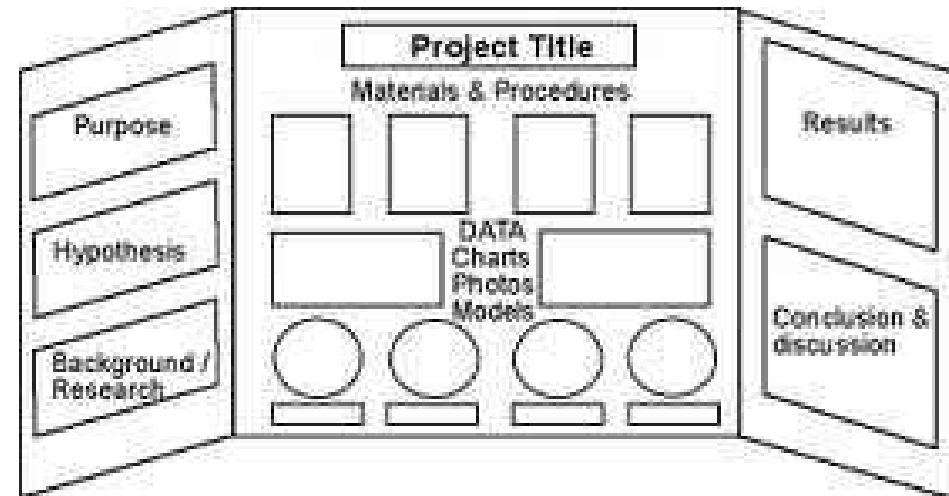 Project Title
Materials & Procedures
Purpose
Hypothesis
Background /
Research
DATA
Charts
Photos
Models
Results
Conclusion &
discussion